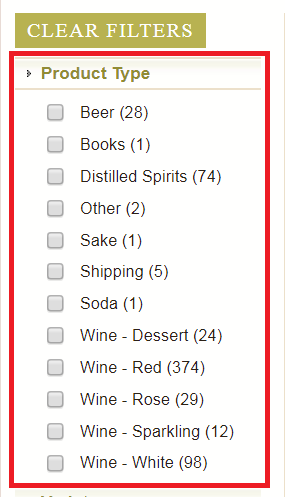 CLEAR FILTERS
Product Type
Beer (28)
Books (1)
Distilled Spirits (74)
Other (2)
Sake (1)
Shipping (5)
Soda (1)
Wine - Dessert (24)
Wine - Red (374)
Wine - Rose (29)
Wine - Sparkling (12)
Wine - White (98)